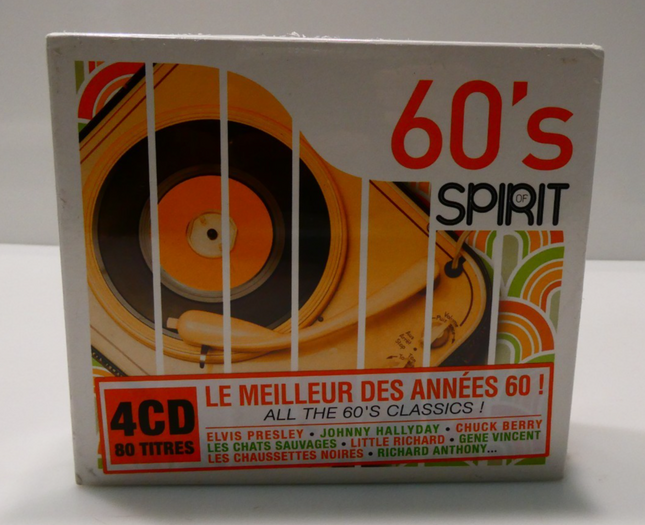 60's
SPIRIT
OF
LE MEILLEUR DES ANNÉES 60 !
ALL THE 60'S CLASSICS !
4CD
80 TITRES
ELVIS PRESLEY • JOHNNY HALLYDAY • CHUCK BERRY
LES CHATS SAUVAGES • LITTLE RICHARD • GENE VINCENT
LES CHAUSSETTES NOIRES • RICHARD ANTHONY...